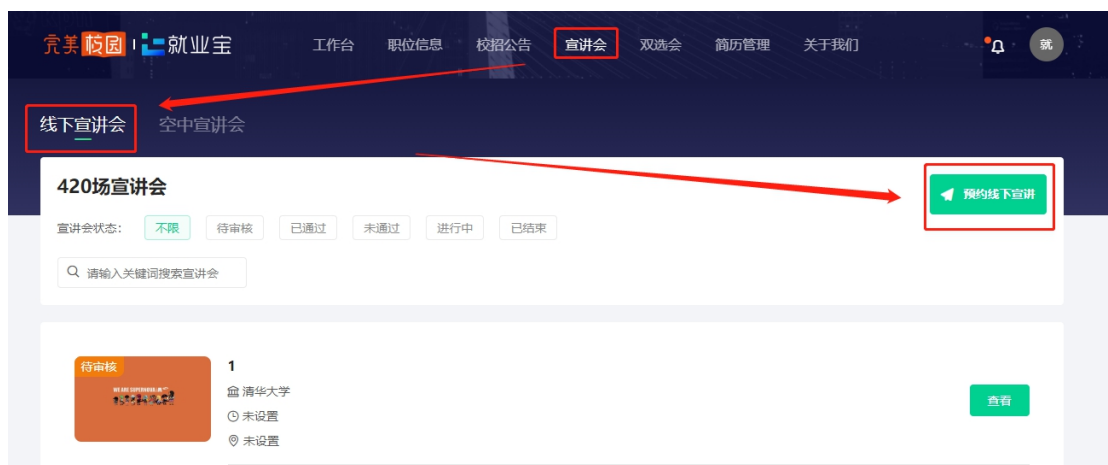 完美校园 就业宝 工作台 职位信息 校招公告 宣讲会 双选会 简历管理 关于我们 就
线下宣讲会 空中宣讲会
420场宣讲会
预约线下宣讲
宣讲会状态: 不限 待审核 已通过 未通过 进行中 已结束
请输入关键词搜索宣讲会
待审核
1
清华大学
未设置
未设置
查看